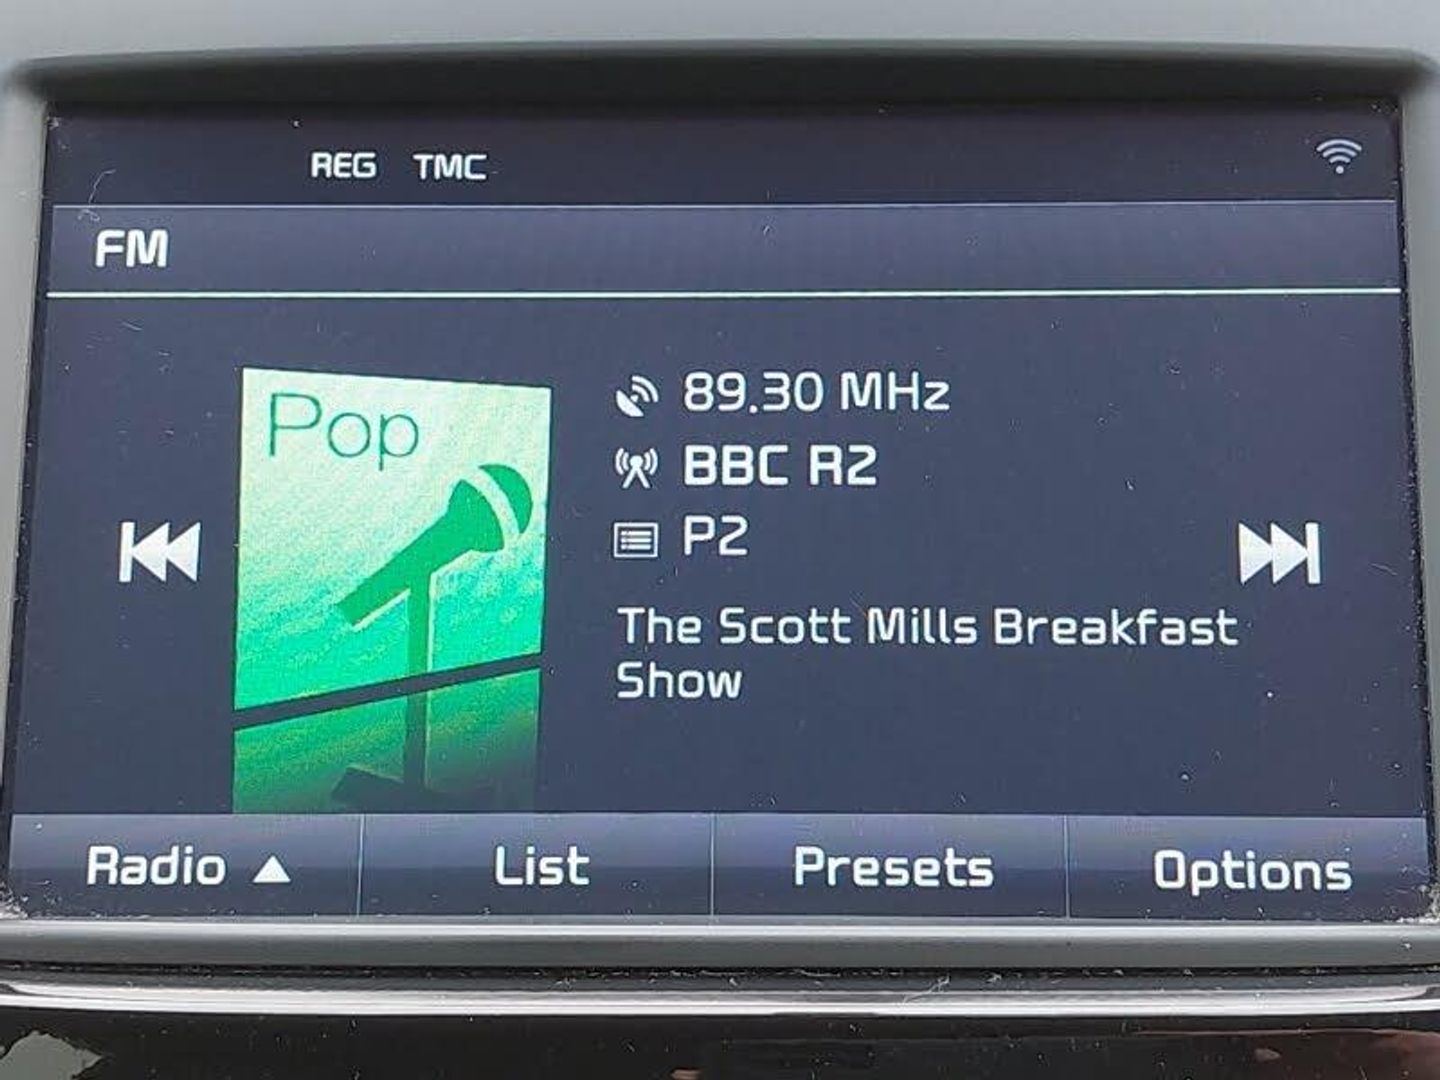 REG TMC
FM
Pop
89.30 MHz
BBC R2
P2
The Scott Mills Breakfast
Show
Radio ▲ List Presets Options